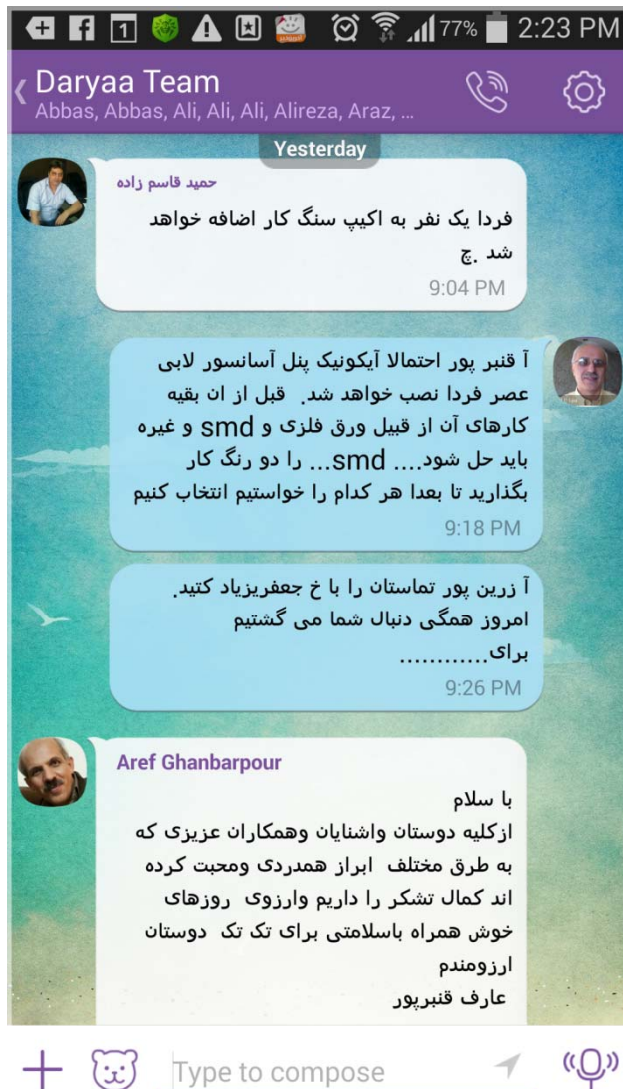 77% 2:23 PM
Daryaa Team
Abbas, Abbas, Ali, Ali, Ali, Alireza, Araz, ...
Yesterday
حمید قاسم زاده
فردا یک نفر به اکیپ سنگ کار اضافه خواهد
شد .چ
9:04 PM
آ قنبر پور احتمالا آیکونیک پنل آسانسور لابی
عصر فردا نصب خواهد شد. قبل از ان بقیه
کارهای آن از قبیل ورق فلزی و smd و غیره
باید حل شود.... smd... را دو رنگ کار
بگذارید تا بعدا هر کدام را خواستیم انتخاب کنیم
9:18 PM
آ زرین پور تماستان را با خ جعفریزیاد کتید.
امروز همگی دنبال شما می گشتیم
برای............
9:26 PM
Aref Ghanbarpour
با سلام
ازکلیه دوستان واشنایان وهمکاران عزیزی که
به طرق مختلف ابراز همدردی ومحبت کرده
اند کمال تشکر را داریم وارزوی روزهای
خوش همراه باسلامتی برای تک تک دوستان
ارزومندم
عارف قنبرپور
Type to compose